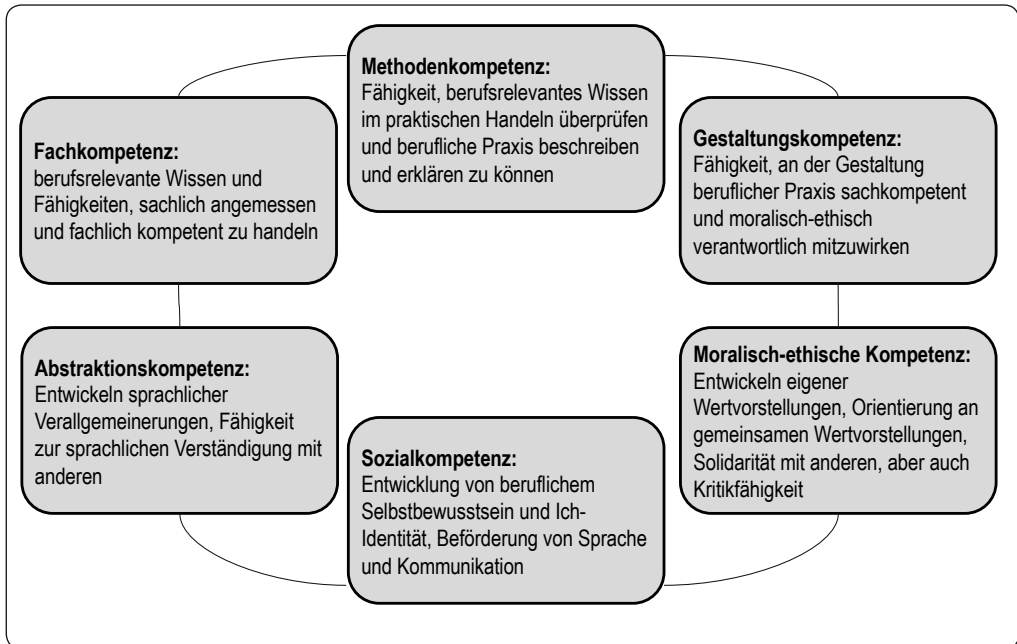 Methodenkompetenz:
Fähigkeit, berufsrelevantes Wissen
im praktischen Handeln überprüfen
und berufliche Praxis beschreiben
und erklären zu können
Fachkompetenz:
berufsrelevante Wissen und
Fähigkeiten, sachlich angemessen
und fachlich kompetent zu handeln
Gestaltungskompetenz:
Fähigkeit, an der Gestaltung
beruflicher Praxis sachkompetent
und moralisch-ethisch
verantwortlich mitzuwirken
Abstraktionskompetenz:
Entwickeln sprachlicher
Verallgemeinerungen, Fähigkeit
zur sprachlichen Verständigung mit
anderen
Moralisch-ethische Kompetenz:
Entwickeln eigener
Wertvorstellungen, Orientierung an
gemeinsamen Wertvorstellungen,
Solidarität mit anderen, aber auch
Kritikfähigkeit
Sozialkompetenz:
Entwicklung von beruflichem
Selbstbewusstsein und Ich-
Identität, Beförderung von Sprache
und Kommunikation